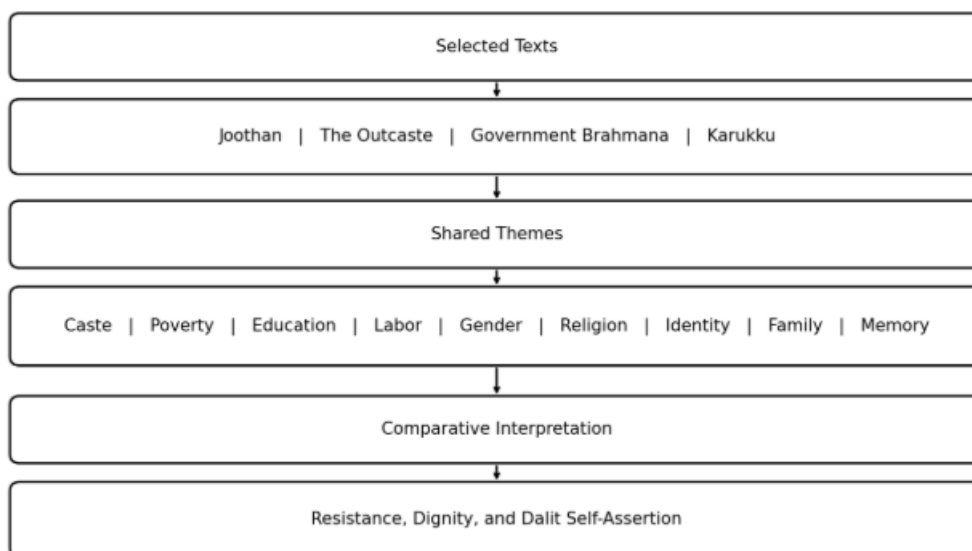 Selected Texts
Joothan | The Outcaste | Government Brahmana | Karukku
Shared Themes
Caste | Poverty | Education | Labor | Gender | Religion | Identity | Family | Memory
Comparative Interpretation
Resistance, Dignity, and Dalit Self-Assertion